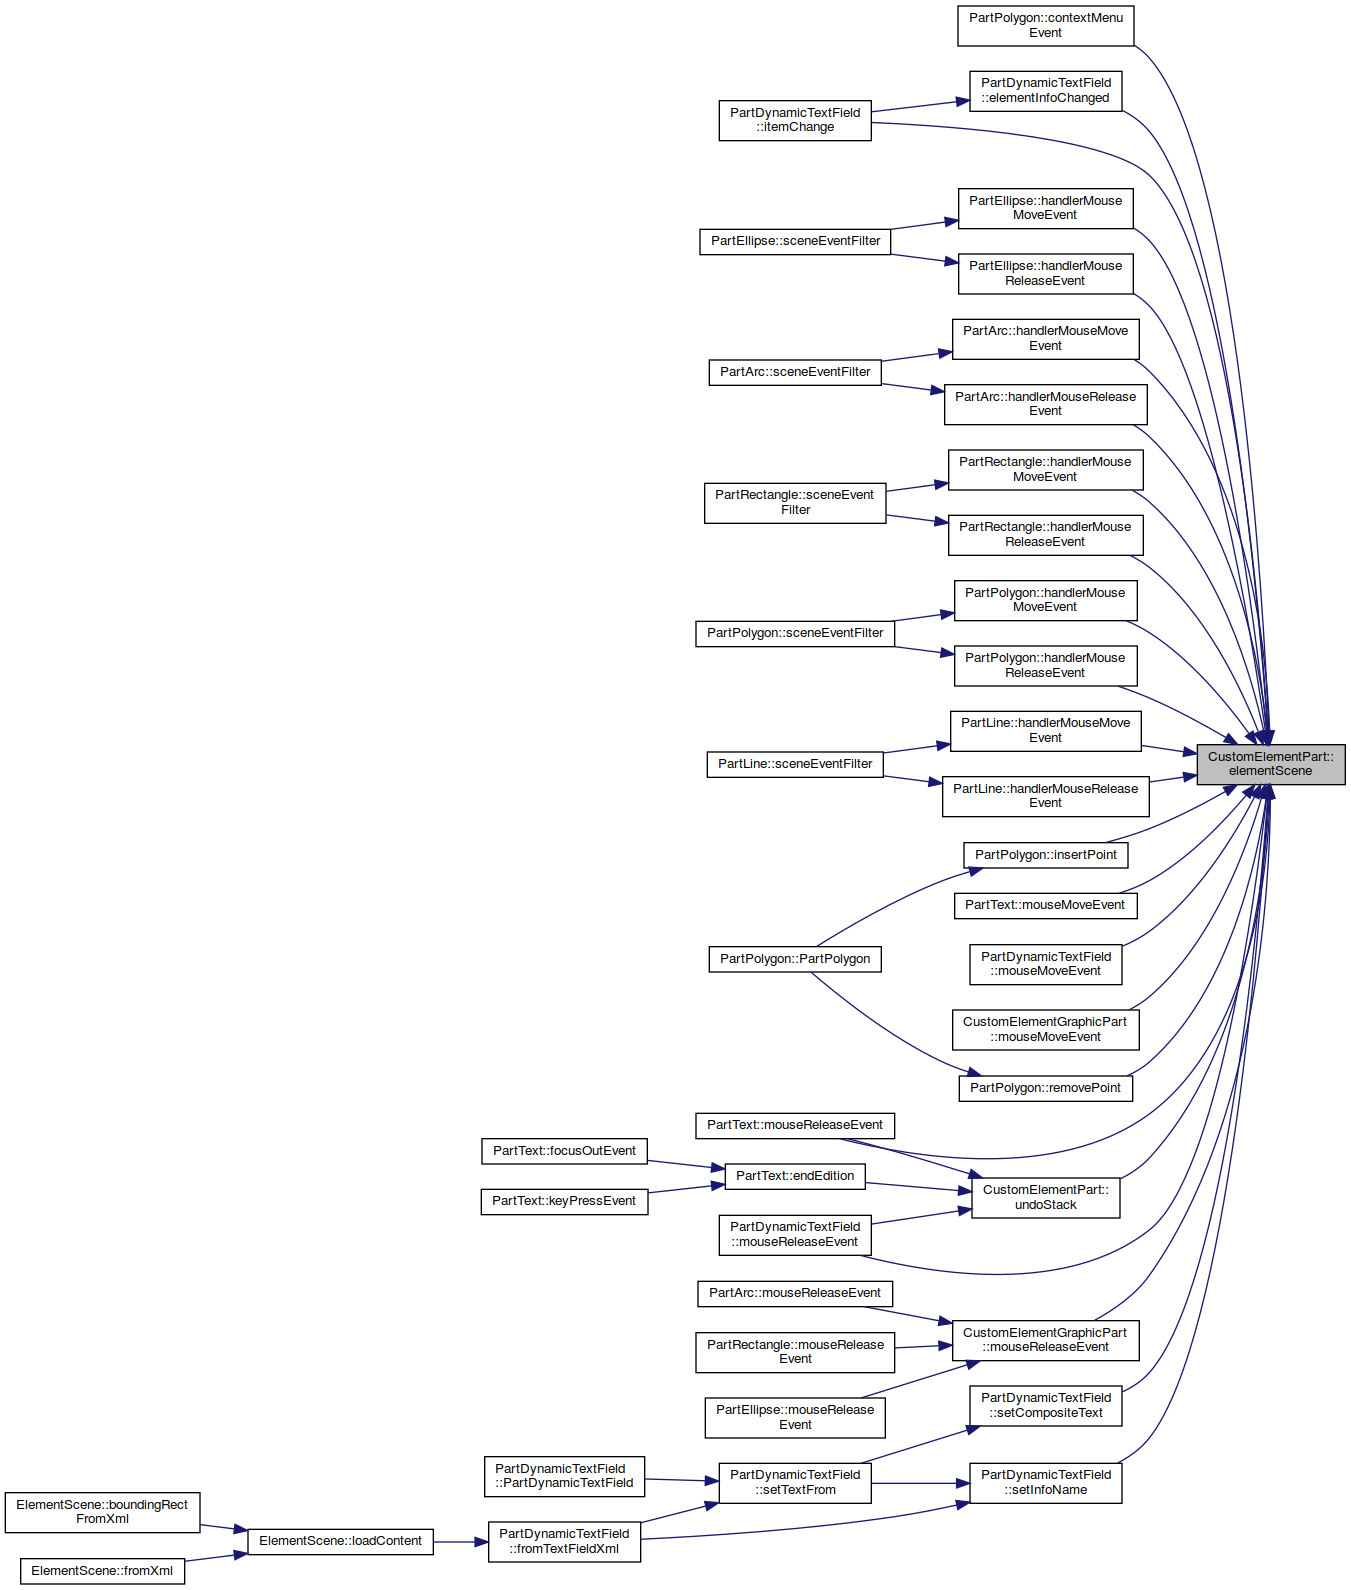 PartPolygon::contextMenu
Event
PartDynamicTextField
::elementInfoChanged
PartDynamicTextField
::itemChange
PartEllipse::handlerMouse
MoveEvent
PartEllipse::sceneEventFilter
PartEllipse::handlerMouse
ReleaseEvent
PartArc::handlerMouseMove
Event
PartArc::sceneEventFilter
PartArc::handlerMouseRelease
Event
PartRectangle::handlerMouse
MoveEvent
PartRectangle::sceneEvent
Filter
PartRectangle::handlerMouse
ReleaseEvent
PartPolygon::handlerMouse
MoveEvent
PartPolygon::sceneEventFilter
PartPolygon::handlerMouse
ReleaseEvent
PartLine::handlerMouseMove
Event
CustomElementPart::
elementScene
PartLine::sceneEventFilter
PartLine::handlerMouseRelease
Event
PartPolygon::insertPoint
PartText::mouseMoveEvent
PartPolygon::PartPolygon
PartDynamicTextField
::mouseMoveEvent
CustomElementGraphicPart
::mouseMoveEvent
PartPolygon::removePoint
PartText::mouseReleaseEvent
PartText::focusOutEvent
PartText::endEdition
PartText::keyPressEvent
CustomElementPart::
undoStack
PartDynamicTextField
::mouseReleaseEvent
PartArc::mouseReleaseEvent
CustomElementGraphicPart
::mouseReleaseEvent
PartRectangle::mouseRelease
Event
PartEllipse::mouseRelease
Event
PartDynamicTextField
::setCompositeText
PartDynamicTextField
::PartDynamicTextField
PartDynamicTextField
::setTextFrom
PartDynamicTextField
::setInfoName
ElementScene::boundingRect
FromXml
ElementScene::loadContent
PartDynamicTextField
::fromTextFieldXml
ElementScene::fromXml